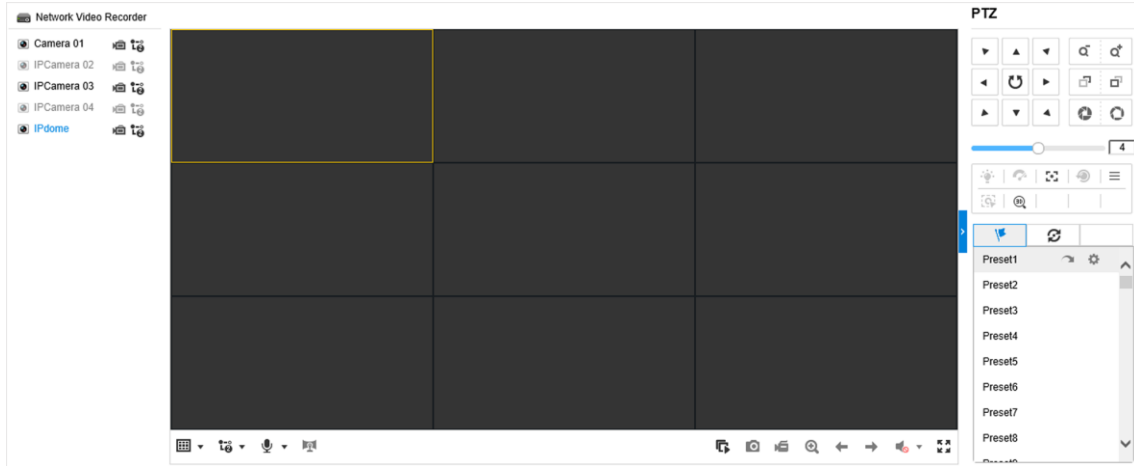 Network Video Recorder
Camera 01
IPCamera 02
IPCamera 03
IPCamera 04
IPdome
PTZ
4
Preset1
Preset2
Preset3
Preset4
Preset5
Preset6
Preset7
Preset8